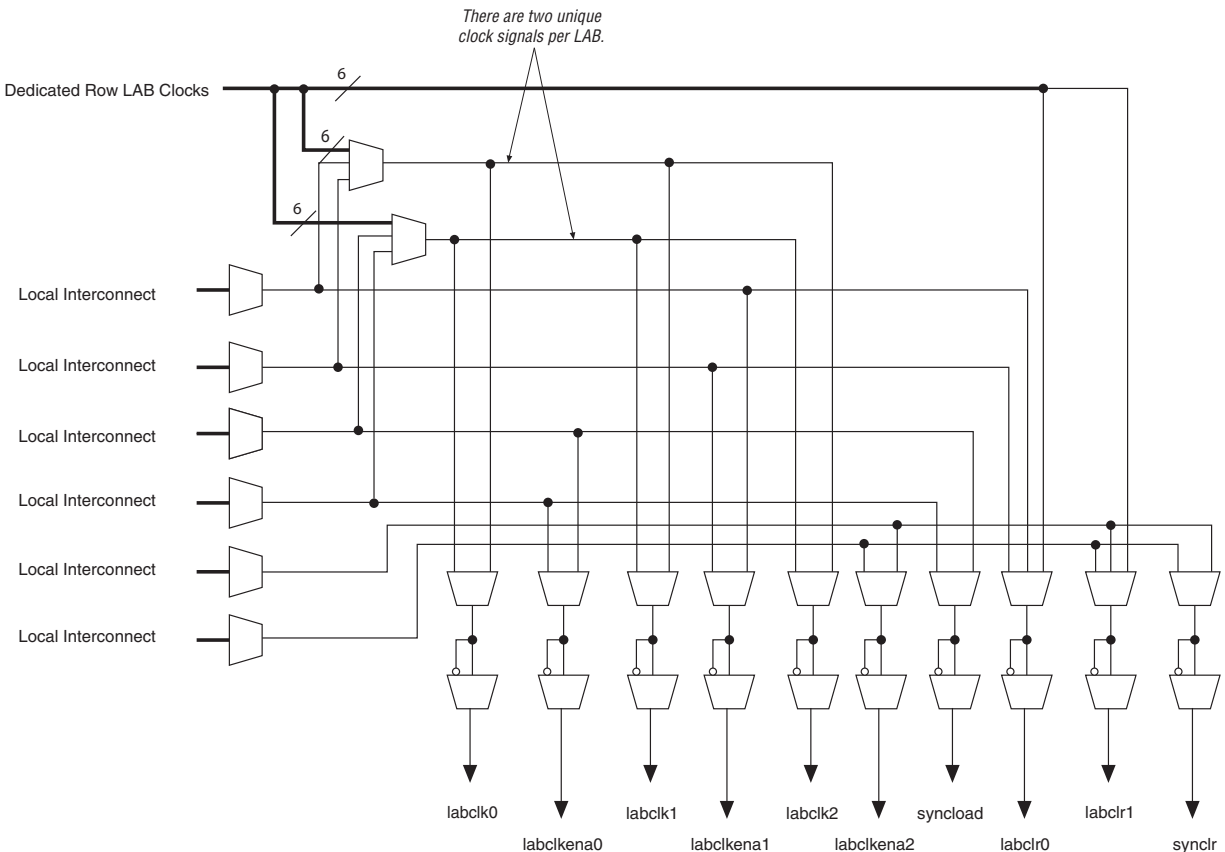 There are two unique
clock signals per LAB.
6
Dedicated Row LAB Clocks
6
6
Local Interconnect
Local Interconnect
Local Interconnect
Local Interconnect
Local Interconnect
Local Interconnect
labclk0
labclk1
labclk2
syncload
labclr1
labclkena0
labclkena1
labclkena2
labclr0
synclr